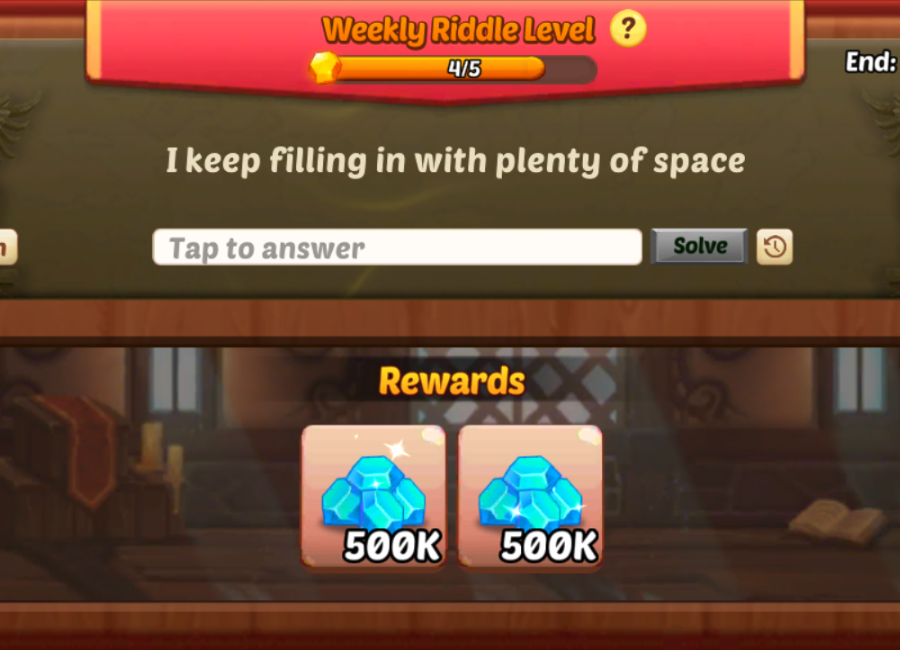 Weekly Riddle Level ?
4/5
End:
I keep filling in with plenty of space
Tap to answer
Solve
Rewards
500K
500K